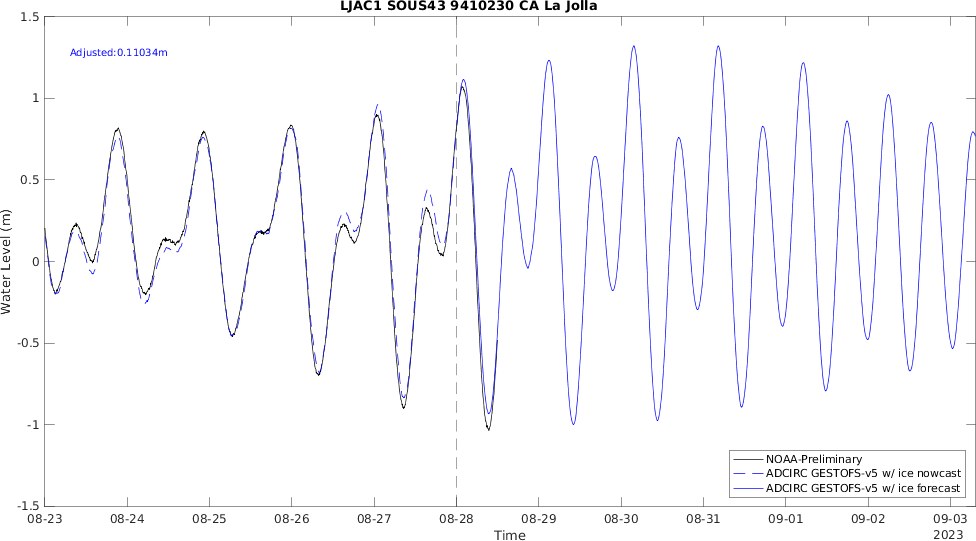 LJAC1 SOUS43 9410230 CA La Jolla
Adjusted:0.11034m
1.5
1
0.5
0
-0.5
-1
-1.5
Water Level (m)
NOAA-Preliminary
ADCIRC GESTOFS-v5 w/ ice nowcast
ADCIRC GESTOFS-v5 w/ ice forecast
08-23 08-24 08-25 08-26 08-27 08-28 08-29 08-30 08-31 09-01 09-02 09-03
Time
2023